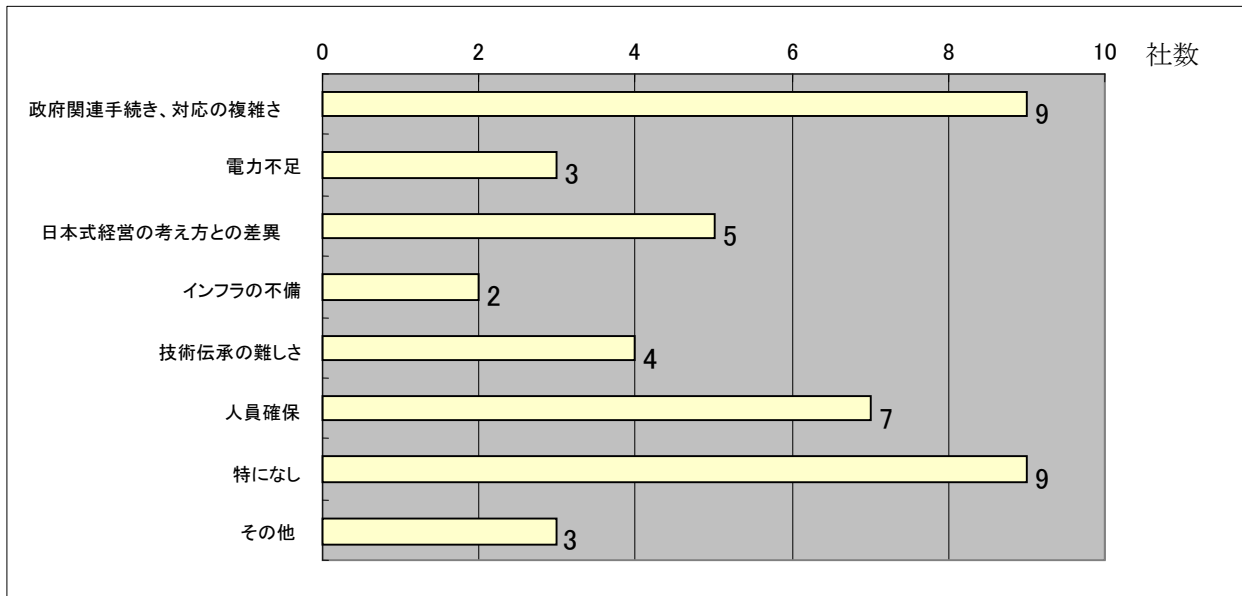 0 2 4 6 8 10 社数
政府関連手続き、対応の複雑さ 9
電力不足 3
日本式経営の考え方との差異 5
インフラの不備 2
技術伝承の難しさ 4
人員確保 7
特になし 9
その他 3